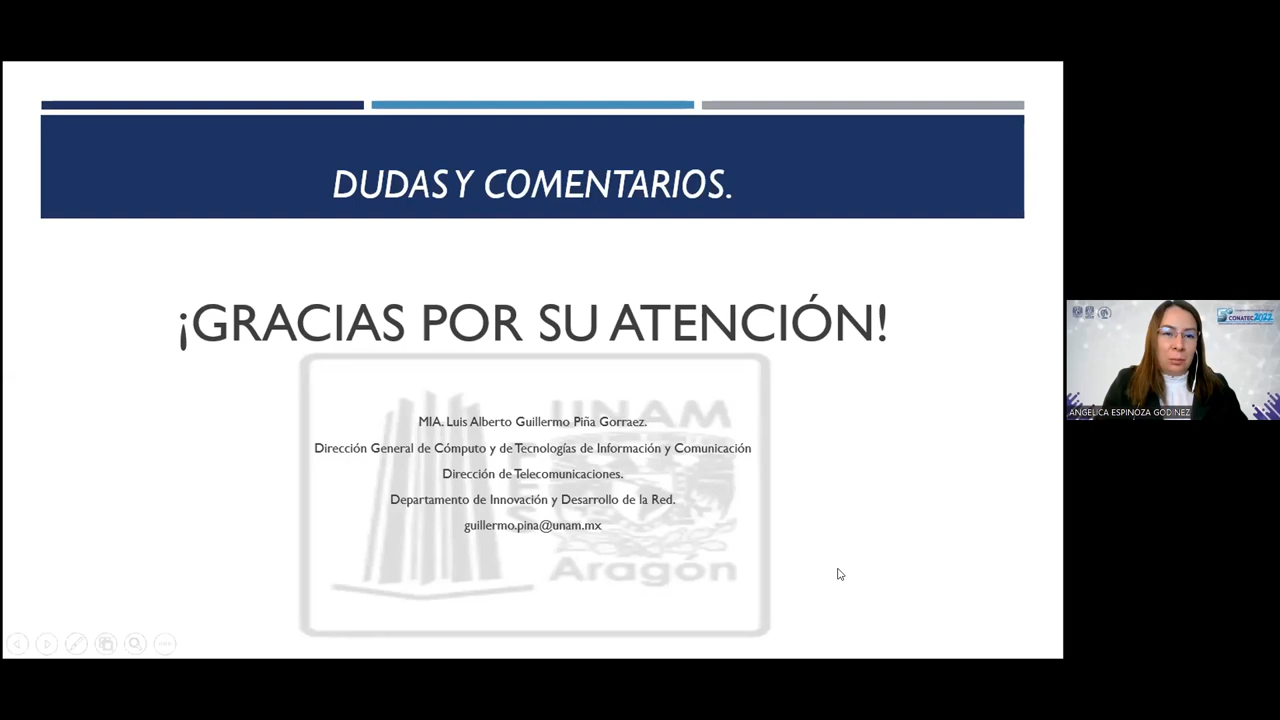 DUDAS Y COMENTARIOS.
¡GRACIAS POR SU ATENCIÓN!
MIA. Luis Alberto Guillermo Piña Gorraez.
Dirección General de Cómputo y de Tecnologías de Información y Comunicación
Dirección de Telecomunicaciones.
Departamento de Innovación y Desarrollo de la Red.
guillermo.pina@unam.mx
UNAM
Aragón
CONATEC 2022
ANGELICA ESPINOZA GODINEZ